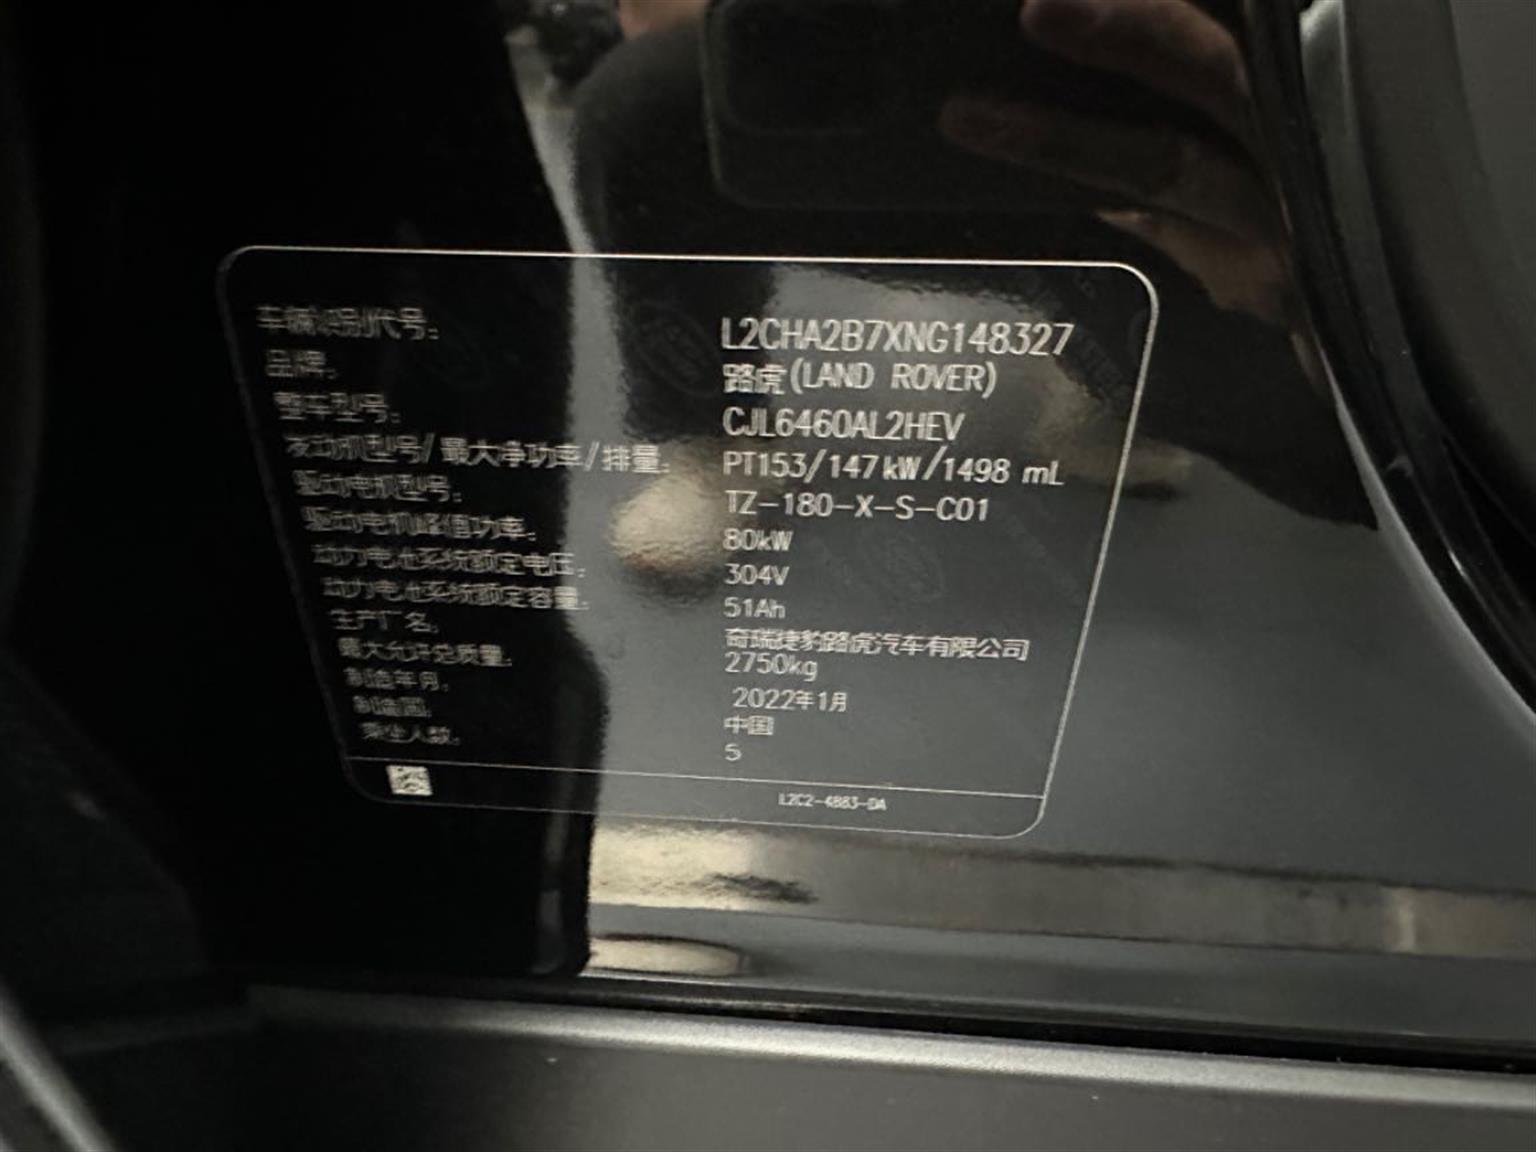 车辆识别代号: L2CHA2B7XNG148327
品牌: 路虎(LAND ROVER)
整车型号: CJL6460AL2HEV
发动机型号/最大净功率/排量: PT153/147kW/1498 mL
驱动电机型号: TZ-180-X-S-C01
驱动电机峰值功率: 80kW
动力电池系统额定电压: 304V
动力电池系统额定容量: 51Ah
生产厂名: 奇瑞捷豹路虎汽车有限公司
最大允许总质量: 2750kg
制造年月: 2022年1月
制造国: 中国
乘坐人数: 5
L2C2-4883-DA